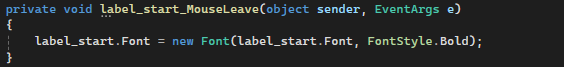 private void label_start_MouseLeave(object sender, EventArgs e)
{
    label_start.Font = new Font(label_start.Font, FontStyle.Bold);
}